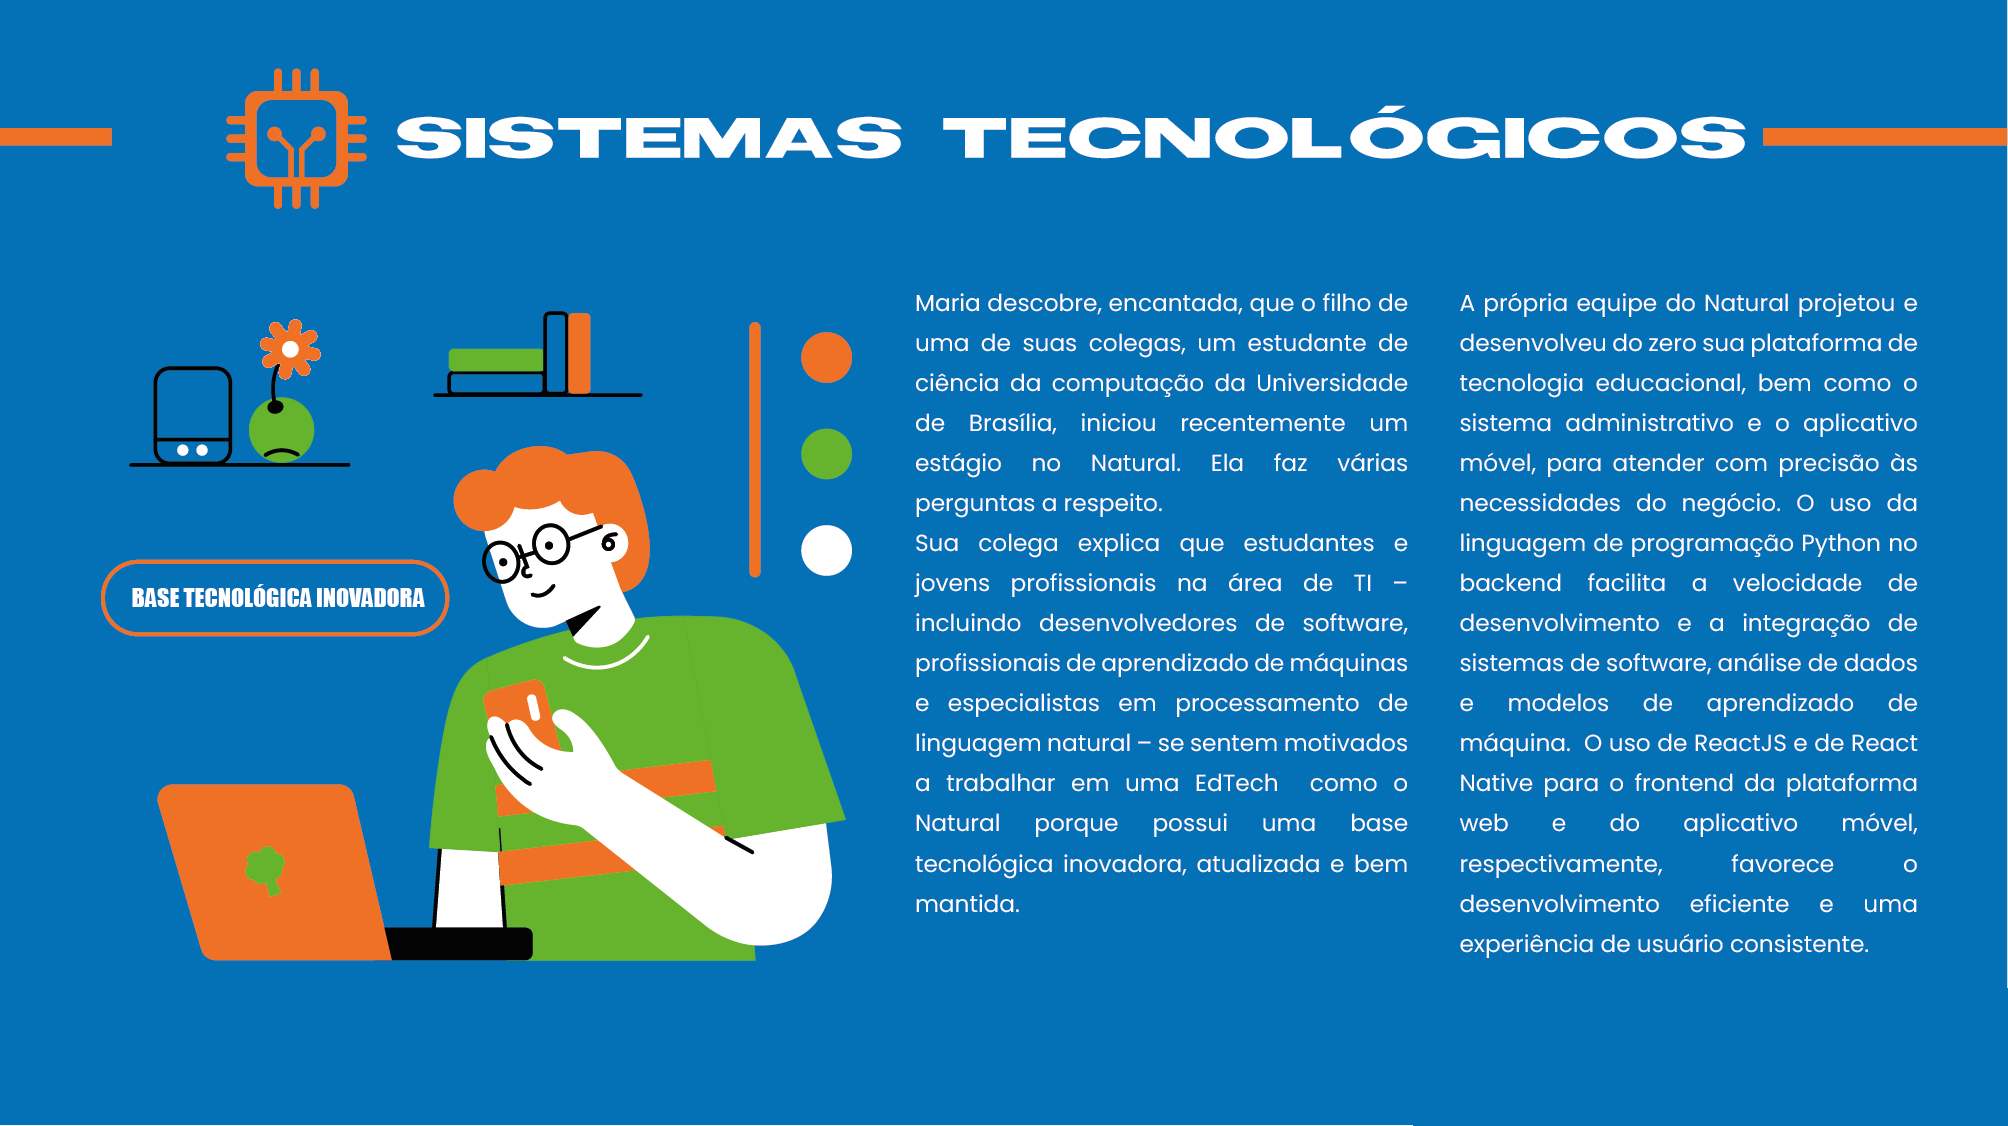 SISTEMAS TECNOLÓGICOS
BASE TECNOLÓGICA INOVADORA
Maria descobre, encantada, que o filho de
uma de suas colegas, um estudante de
ciência da computação da Universidade
de Brasília, iniciou recentemente um
estágio no Natural. Ela faz várias
perguntas a respeito.
Sua colega explica que estudantes e
jovens profissionais na área de TI –
incluindo desenvolvedores de software,
profissionais de aprendizado de máquinas
e especialistas em processamento de
linguagem natural – se sentem motivados
a trabalhar em uma EdTech como o
Natural porque possui uma base
tecnológica inovadora, atualizada e bem
mantida.
A própria equipe do Natural projetou e
desenvolveu do zero sua plataforma de
tecnologia educacional, bem como o
sistema administrativo e o aplicativo
móvel, para atender com precisão às
necessidades do negócio. O uso da
linguagem de programação Python no
backend facilita a velocidade de
desenvolvimento e a integração de
sistemas de software, análise de dados
e modelos de aprendizado de
máquina. O uso de ReactJS e de React
Native para o frontend da plataforma
web e do aplicativo móvel,
respectivamente, favorece o
desenvolvimento eficiente e uma
experiência de usuário consistente.